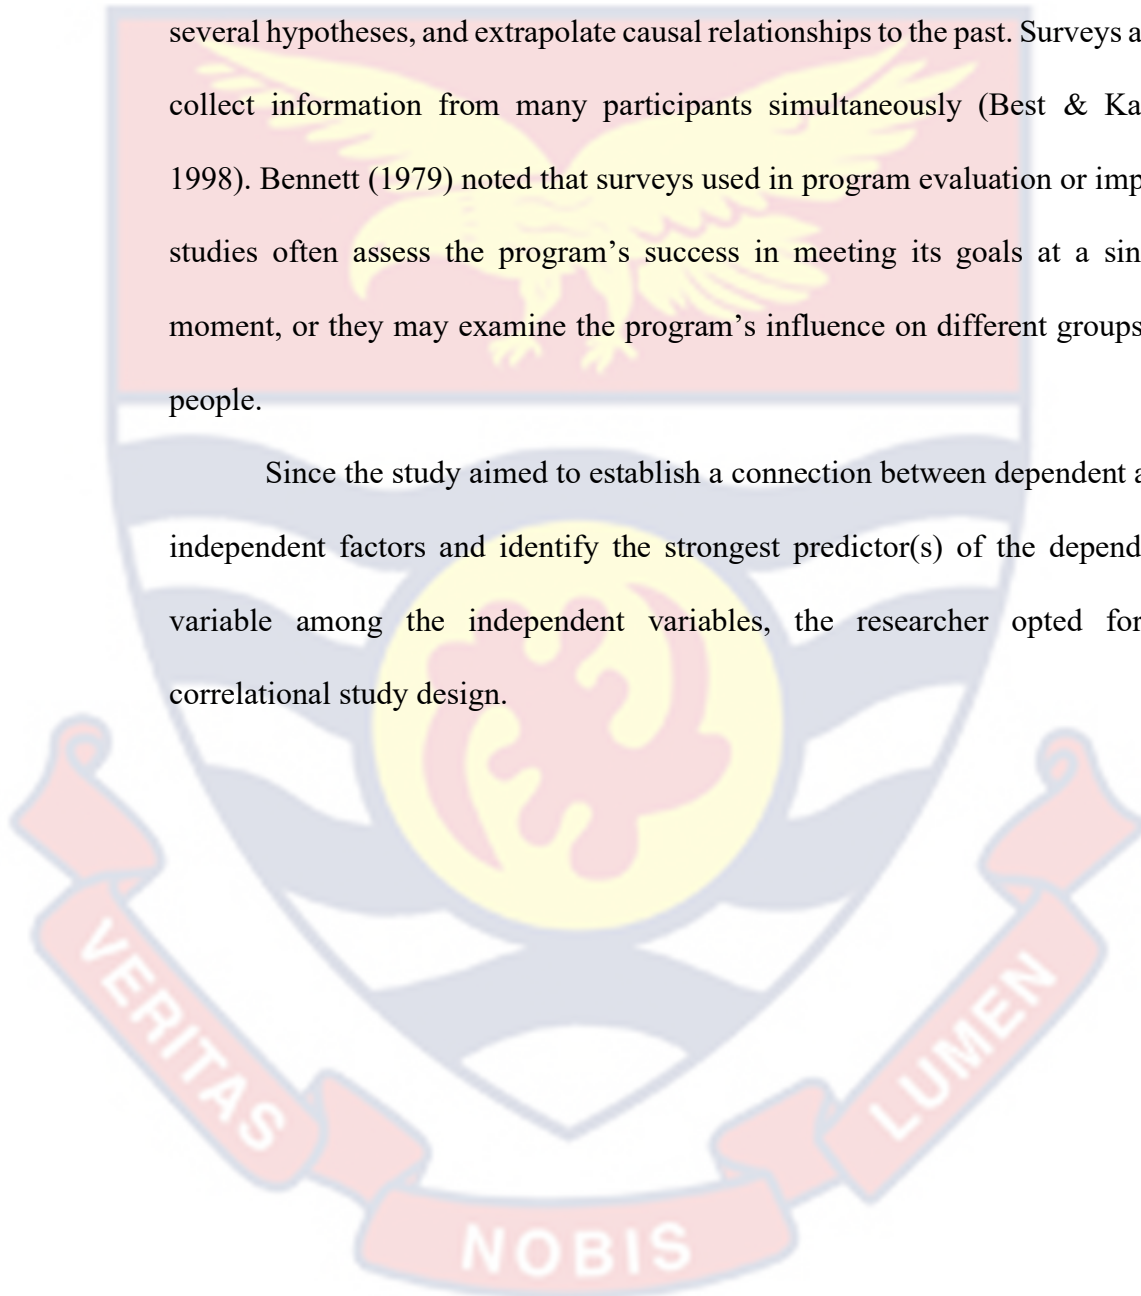 several hypotheses, and extrapolate causal relationships to the past. Surveys a
collect information from many participants simultaneously (Best & Ka
1998). Bennett (1979) noted that surveys used in program evaluation or imp
studies often assess the program’s success in meeting its goals at a sin
moment, or they may examine the program’s influence on different groups
people.
Since the study aimed to establish a connection between dependent a
independent factors and identify the strongest predictor(s) of the depend
variable among the independent variables, the researcher opted for
correlational study design.
VERITAS
NOBIS
LUMEN